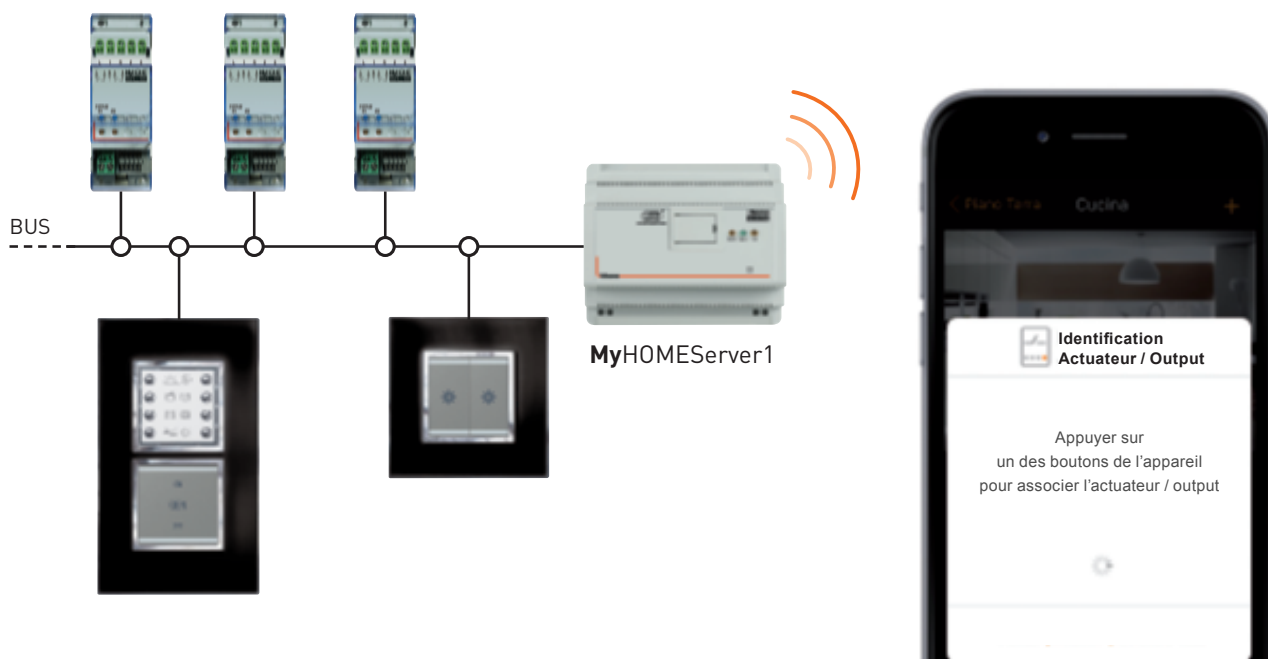 BUS
MyHOMEServer1
Piano Terra
Cucina
+
Identification
Actuateur / Output
Appuyer sur
un des boutons de l'appareil
pour associer l'actuateur / output